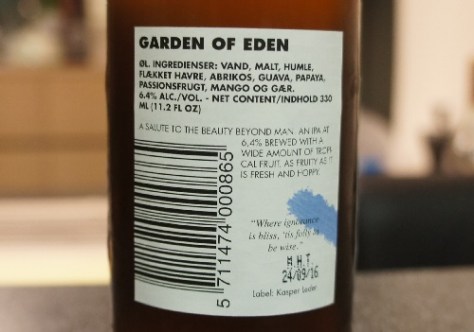 GARDEN OF EDEN
ØL. INGREDIENSER: VAND, MALT, HUMLE,
FLÆKKET HAVRE, ABRIKOS, GUAVA, PAPAYA,
PASSIONSFRUGT, MANGO OG GÆR.
6.4% ALC./VOL. - NET CONTENT/INDHOLD 330
ML (11.2 FL OZ)
A SALUTE TO THE BEAUTY BEYOND MAN. AN IPA AT
6,4% BREWED WITH A
WIDE AMOUNT OF TROPI
CAL FRUIT. AS FRUITY AS
IS FRESH AND HOPPY.
5 711474 000865
"Where ignorance
is bliss, 'tis folly to
be wise."
H.H.T.
24/09/16
Label: Kasper Ledet